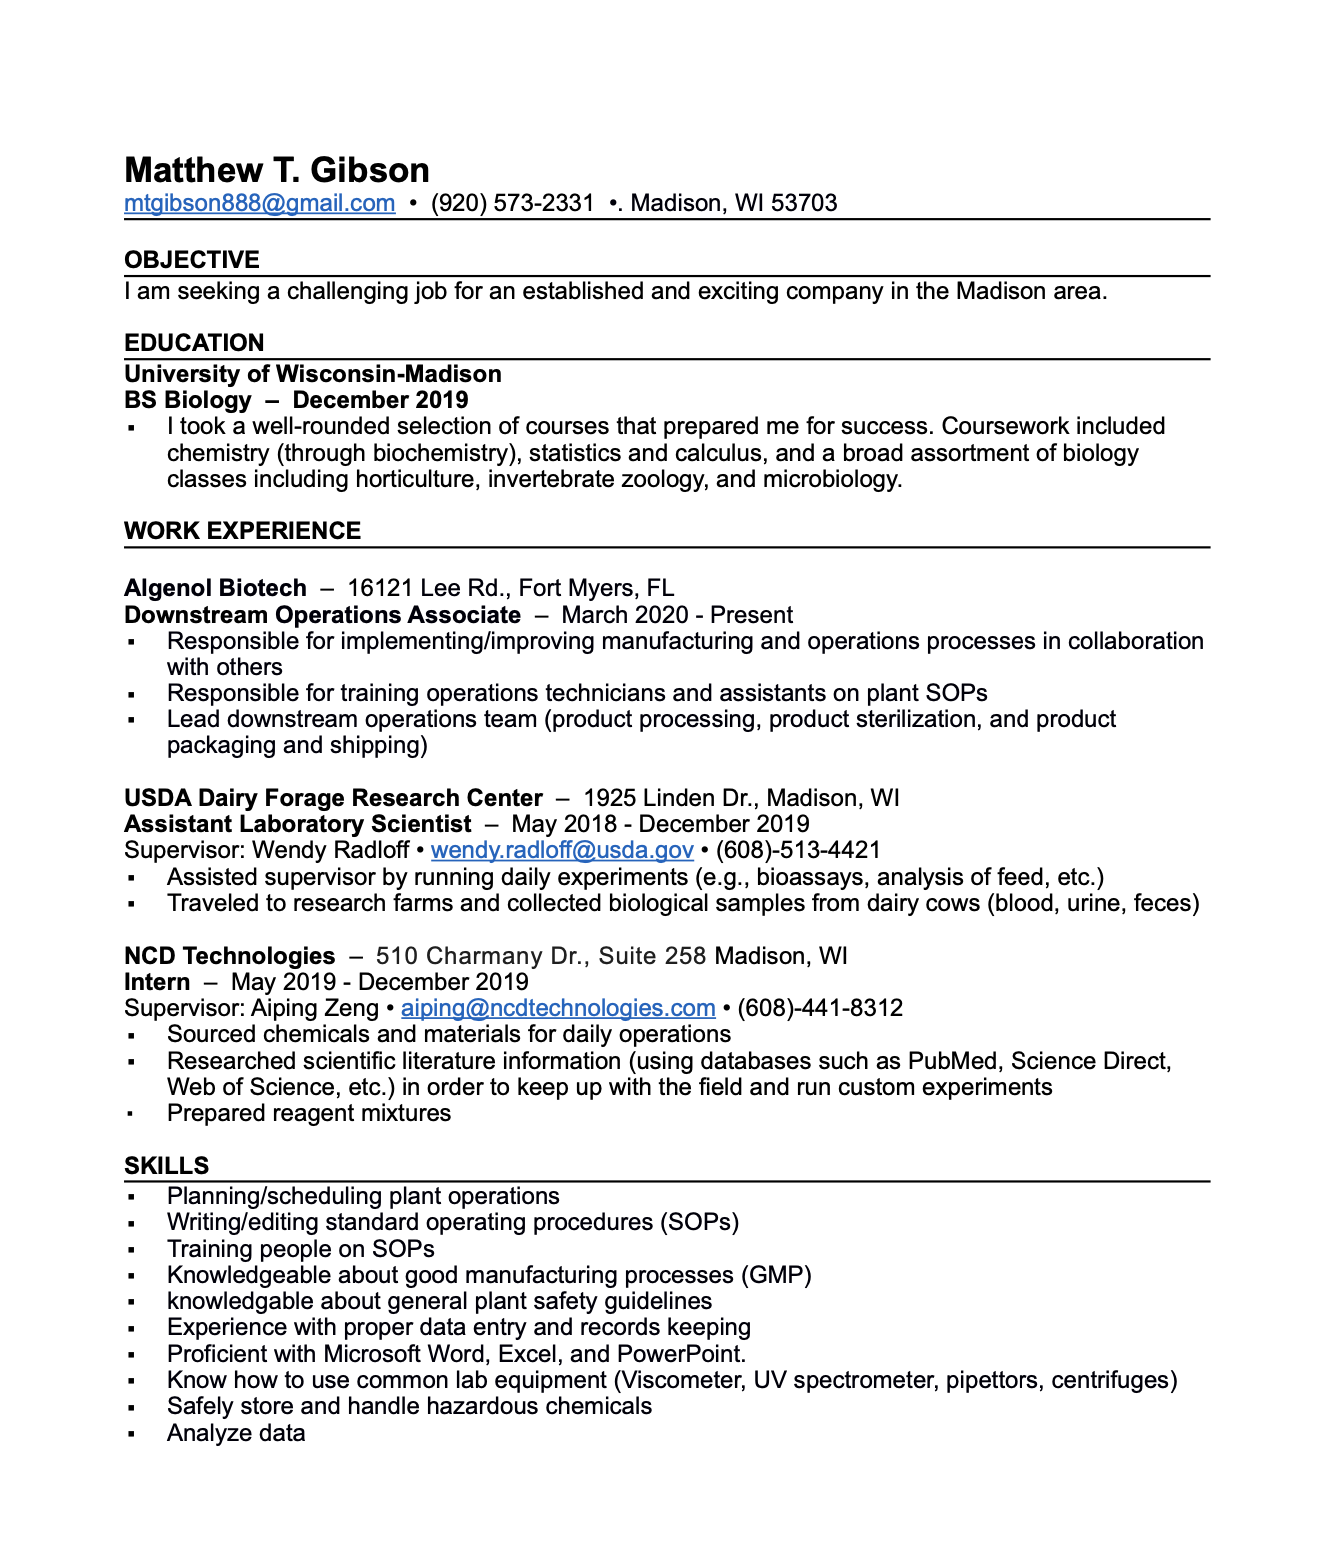 Matthew T. Gibson
mtgibson888@gmail.com • (920) 573-2331 •. Madison, WI 53703
OBJECTIVE
I am seeking a challenging job for an established and exciting company in the Madison area.
EDUCATION
University of Wisconsin-Madison
BS Biology – December 2019
▪ I took a well-rounded selection of courses that prepared me for success. Coursework included
chemistry (through biochemistry), statistics and calculus, and a broad assortment of biology
classes including horticulture, invertebrate zoology, and microbiology.
WORK EXPERIENCE
Algenol Biotech – 16121 Lee Rd., Fort Myers, FL
Downstream Operations Associate – March 2020 - Present
▪ Responsible for implementing/improving manufacturing and operations processes in collaboration
with others
▪ Responsible for training operations technicians and assistants on plant SOPs
▪ Lead downstream operations team (product processing, product sterilization, and product
packaging and shipping)
USDA Dairy Forage Research Center – 1925 Linden Dr., Madison, WI
Assistant Laboratory Scientist – May 2018 - December 2019
Supervisor: Wendy Radloff • wendy.radloff@usda.gov • (608)-513-4421
▪ Assisted supervisor by running daily experiments (e.g., bioassays, analysis of feed, etc.)
▪ Traveled to research farms and collected biological samples from dairy cows (blood, urine, feces)
NCD Technologies – 510 Charmany Dr., Suite 258 Madison, WI
Intern – May 2019 - December 2019
Supervisor: Aiping Zeng • aiping@ncdtechnologies.com • (608)-441-8312
▪ Sourced chemicals and materials for daily operations
▪ Researched scientific literature information (using databases such as PubMed, Science Direct,
Web of Science, etc.) in order to keep up with the field and run custom experiments
▪ Prepared reagent mixtures
SKILLS
▪ Planning/scheduling plant operations
▪ Writing/editing standard operating procedures (SOPs)
▪ Training people on SOPs
▪ Knowledgeable about good manufacturing processes (GMP)
▪ knowledgable about general plant safety guidelines
▪ Experience with proper data entry and records keeping
▪ Proficient with Microsoft Word, Excel, and PowerPoint.
▪ Know how to use common lab equipment (Viscometer, UV spectrometer, pipettors, centrifuges)
▪ Safely store and handle hazardous chemicals
▪ Analyze data